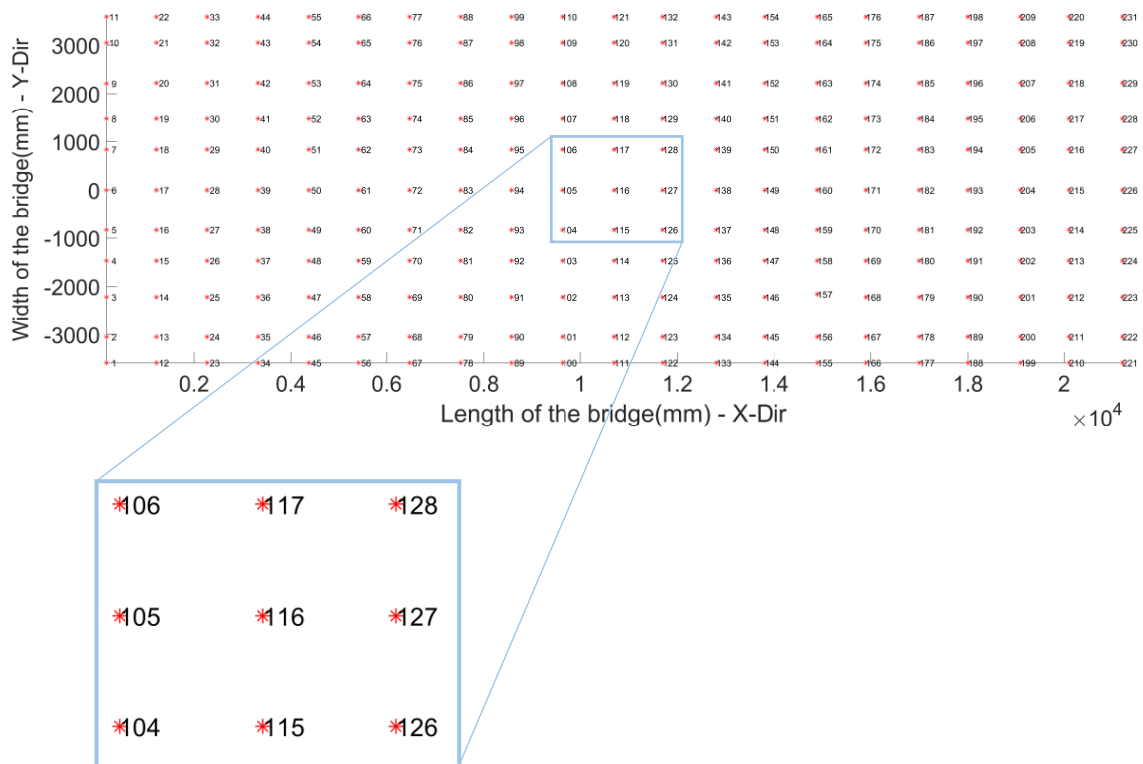 11 22 33 44 55 66 77 88 99 110 121 132 143 154 165 176 187 198 209 220 231
3000 10 21 32 43 54 65 76 87 98 109 120 131 142 153 164 175 186 197 208 219 230
9 20 31 42 53 64 75 86 97 108 119 130 141 152 163 174 185 196 207 218 229
2000
8 19 30 41 52 63 74 85 96 107 118 129 140 151 162 173 184 195 206 217 228
1000
7 18 29 40 51 62 73 84 95 106 117 128 139 150 161 172 183 194 205 216 227
0 6 17 28 39 50 61 72 83 94 105 116 127 138 149 160 171 182 193 204 215 226
5 16 27 38 49 60 71 82 93 104 115 126 137 148 159 170 181 192 203 214 225
-1000
4 15 26 37 48 59 70 81 92 103 114 125 136 147 158 169 180 191 202 213 224
-2000
3 14 25 36 47 58 69 80 91 102 113 124 135 146 157 168 179 190 201 212 223
-3000 2 13 24 35 46 57 68 79 90 101 112 123 134 145 156 167 178 189 200 211 222
1 12 23 34 45 56 67 78 89 100 111 122 133 144 155 166 177 188 199 210 221
Width of the bridge(mm) - Y-Dir
0.2 0.4 0.6 0.8 1 1.2 1.4 1.6 1.8 2
Length of the bridge(mm) - X-Dir
×10⁴
106 117 128
105 116 127
104 115 126